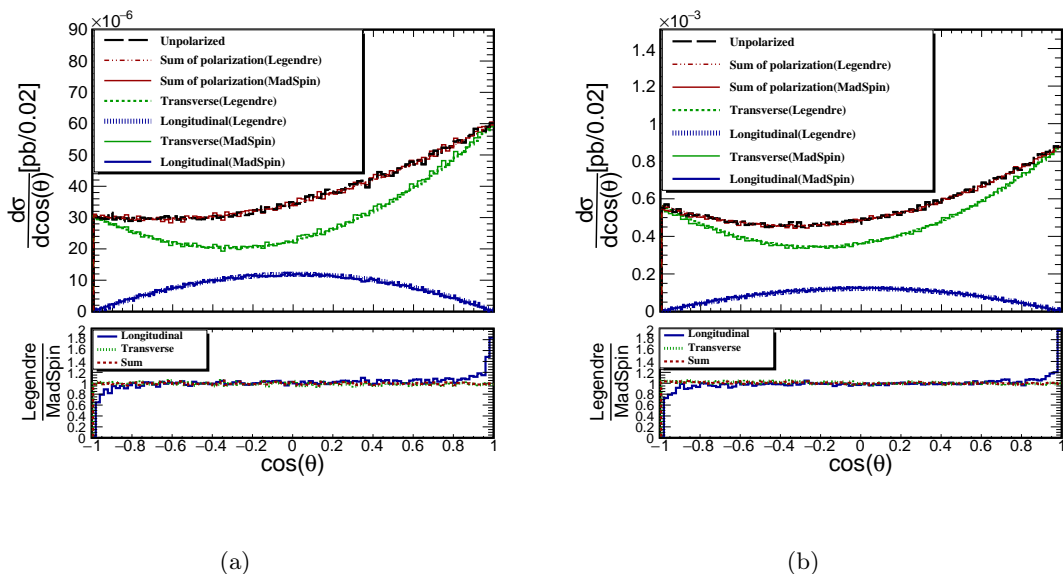 ×10⁻⁶
90
80
70
60
50
40
30
20
10
0
dσ
dcos(θ)
[pb/0.02]
Unpolarized
Sum of polarization(Legendre)
Sum of polarization(MadSpin)
Transverse(Legendre)
Longitudinal(Legendre)
Transverse(MadSpin)
Longitudinal(MadSpin)
2
1.8
1.6
1.4
1.2
1
0.8
0.6
0.4
0.2
0
Legendre
MadSpin
Longitudinal
Transverse
Sum
−1 −0.8 −0.6 −0.4 −0.2 0 0.2 0.4 0.6 0.8 1
cos(θ)
(a)
×10⁻³
1.4
1.2
1
0.8
0.6
0.4
0.2
0
dσ
dcos(θ)
[pb/0.02]
Unpolarized
Sum of polarization(Legendre)
Sum of polarization(MadSpin)
Transverse(Legendre)
Longitudinal(Legendre)
Transverse(MadSpin)
Longitudinal(MadSpin)
2
1.8
1.6
1.4
1.2
1
0.8
0.6
0.4
0.2
0
Legendre
MadSpin
Longitudinal
Transverse
Sum
−1 −0.8 −0.6 −0.4 −0.2 0 0.2 0.4 0.6 0.8 1
cos(θ)
(b)